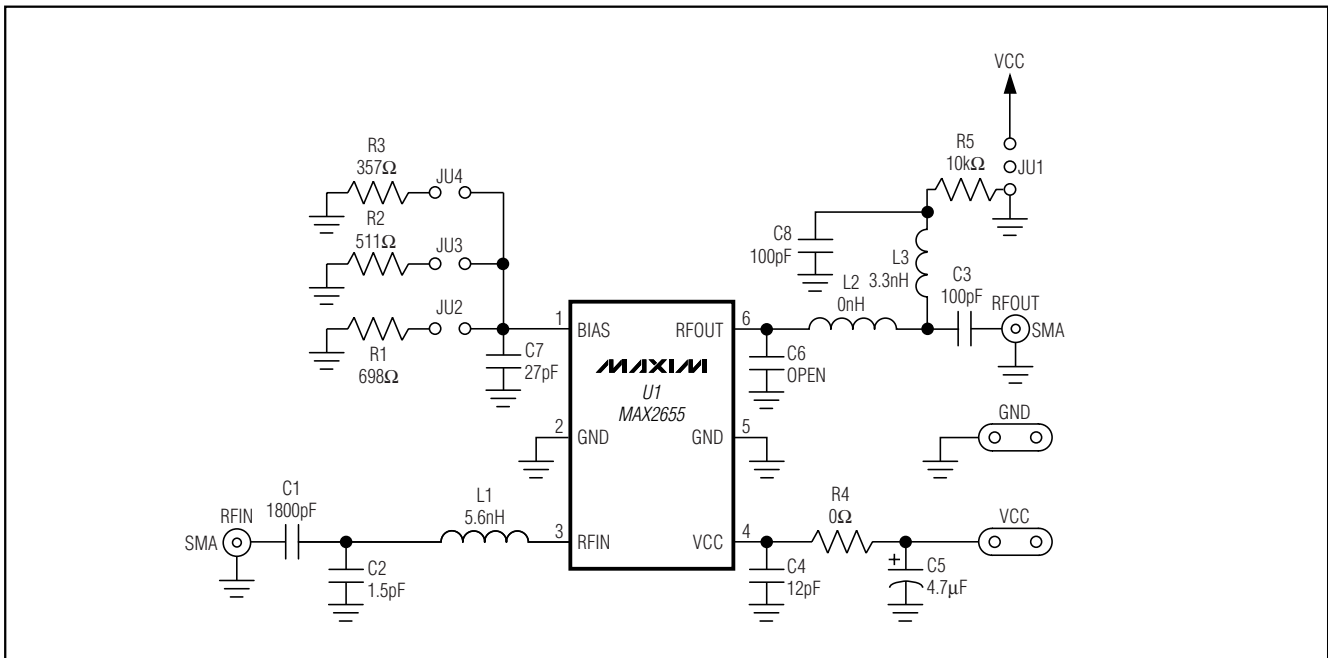 VCC
R5
10kΩ
JU1
R3
357Ω
JU4
R2
511Ω
JU3
R1
698Ω
JU2
C8
100pF
L3
3.3nH
L2
0nH
C3
100pF
RFOUT
SMA
1
BIAS
C7
27pF
RFOUT
6
C6
OPEN
MAXIM
U1
MAX2655
2
GND
GND
5
GND
C1
1800pF
RFIN
SMA
C2
1.5pF
L1
5.6nH
3
RFIN
VCC
4
R4
0Ω
C4
12pF
+
C5
4.7µF
VCC